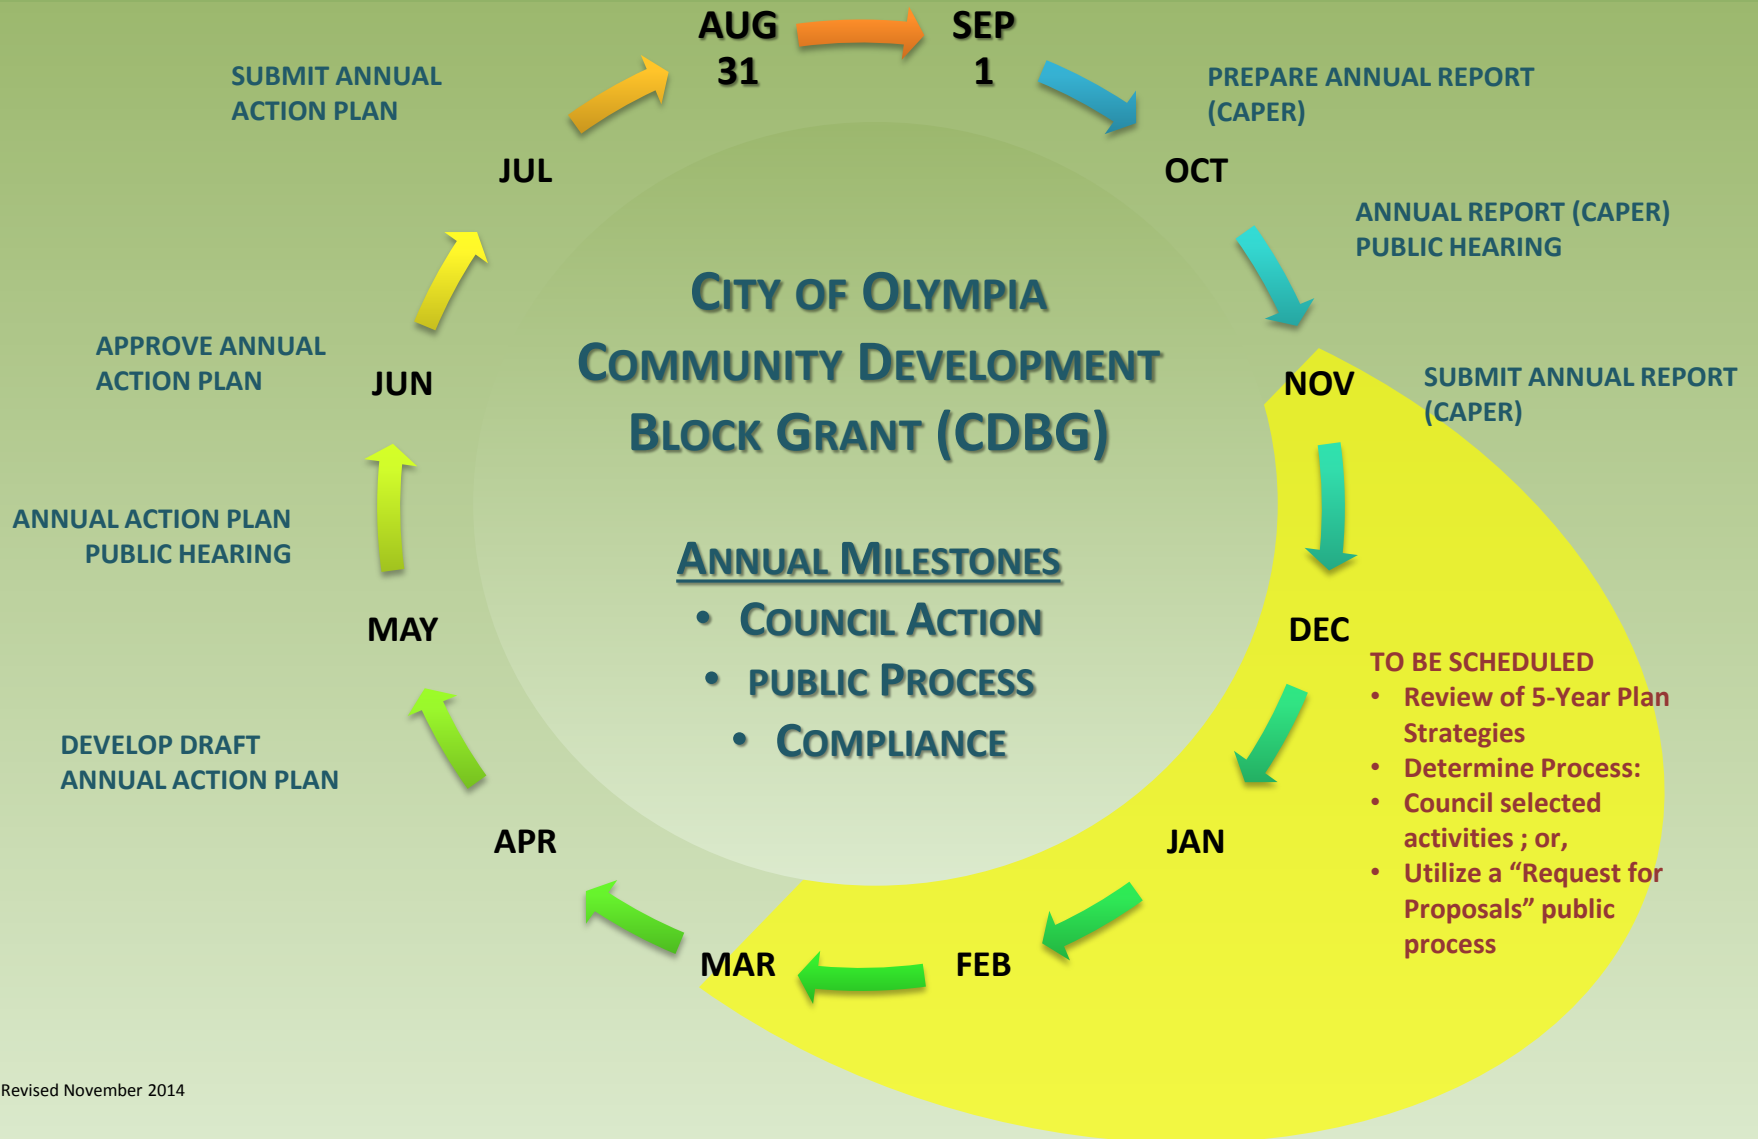 AUG
31
SEP
1
SUBMIT ANNUAL
ACTION PLAN
PREPARE ANNUAL REPORT
(CAPER)
JUL
OCT
ANNUAL REPORT (CAPER)
PUBLIC HEARING
CITY OF OLYMPIA
COMMUNITY DEVELOPMENT
BLOCK GRANT (CDBG)
APPROVE ANNUAL
ACTION PLAN
JUN
NOV
SUBMIT ANNUAL REPORT
(CAPER)
ANNUAL ACTION PLAN
PUBLIC HEARING
ANNUAL MILESTONES
• COUNCIL ACTION
• PUBLIC PROCESS
• COMPLIANCE
MAY
DEC
TO BE SCHEDULED
• Review of 5-Year Plan
Strategies
• Determine Process:
• Council selected
activities ; or,
• Utilize a “Request for
Proposals” public
process
DEVELOP DRAFT
ANNUAL ACTION PLAN
APR
JAN
MAR
FEB
Revised November 2014